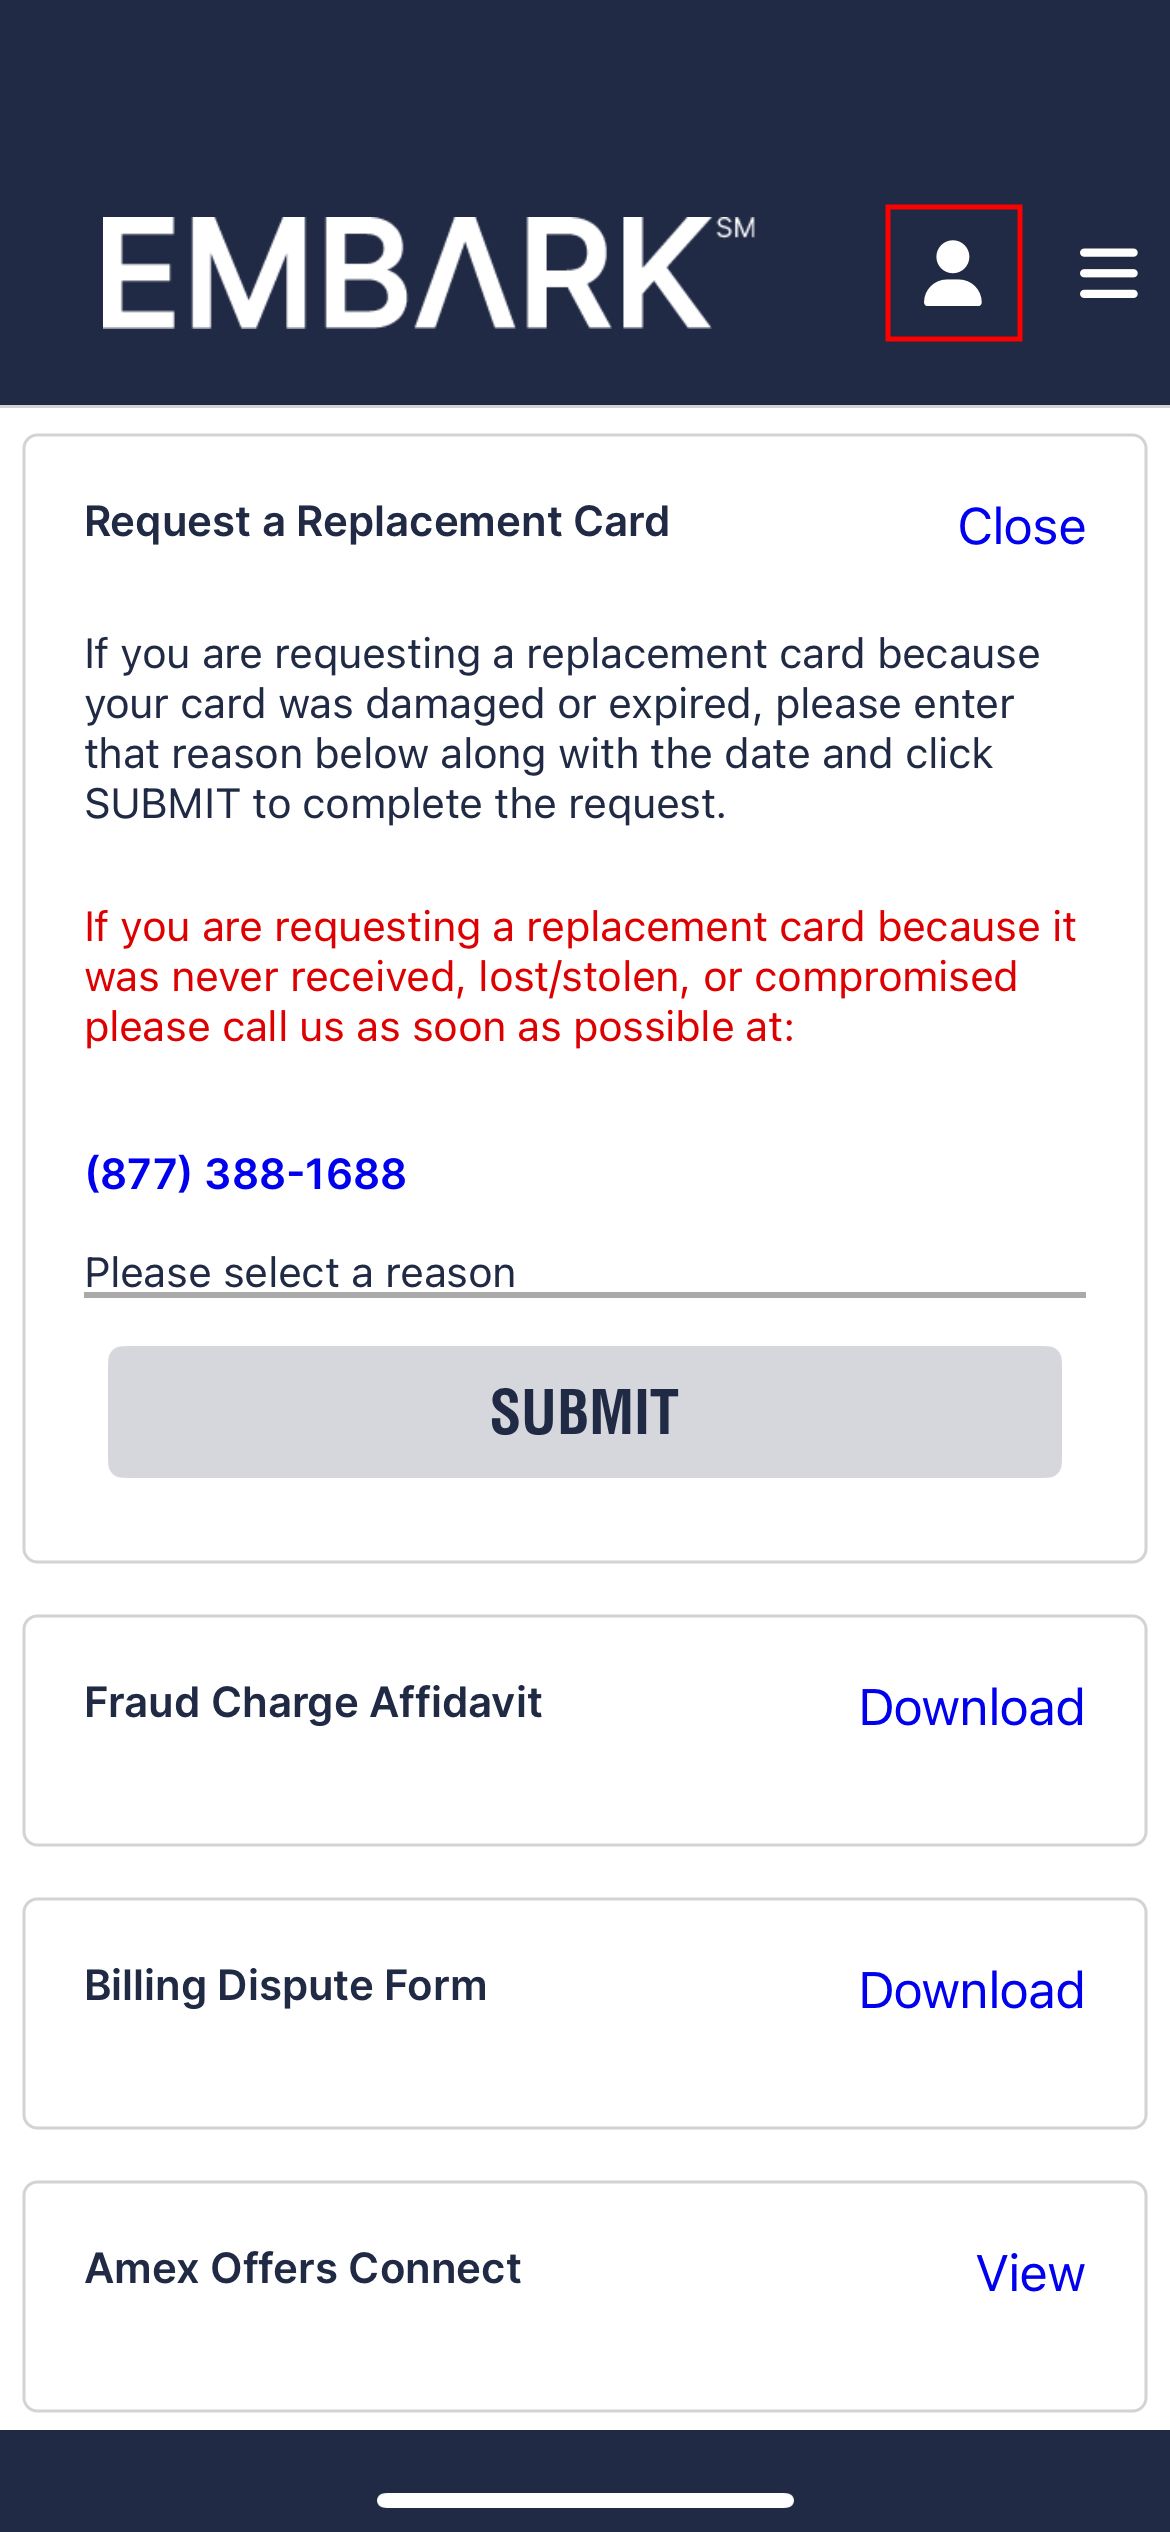 EMBARK SM
Request a Replacement Card
Close
If you are requesting a replacement card because
your card was damaged or expired, please enter
that reason below along with the date and click
SUBMIT to complete the request.
If you are requesting a replacement card because it
was never received, lost/stolen, or compromised
please call us as soon as possible at:
(877) 388-1688
Please select a reason
SUBMIT
Fraud Charge Affidavit
Download
Billing Dispute Form
Download
Amex Offers Connect
View